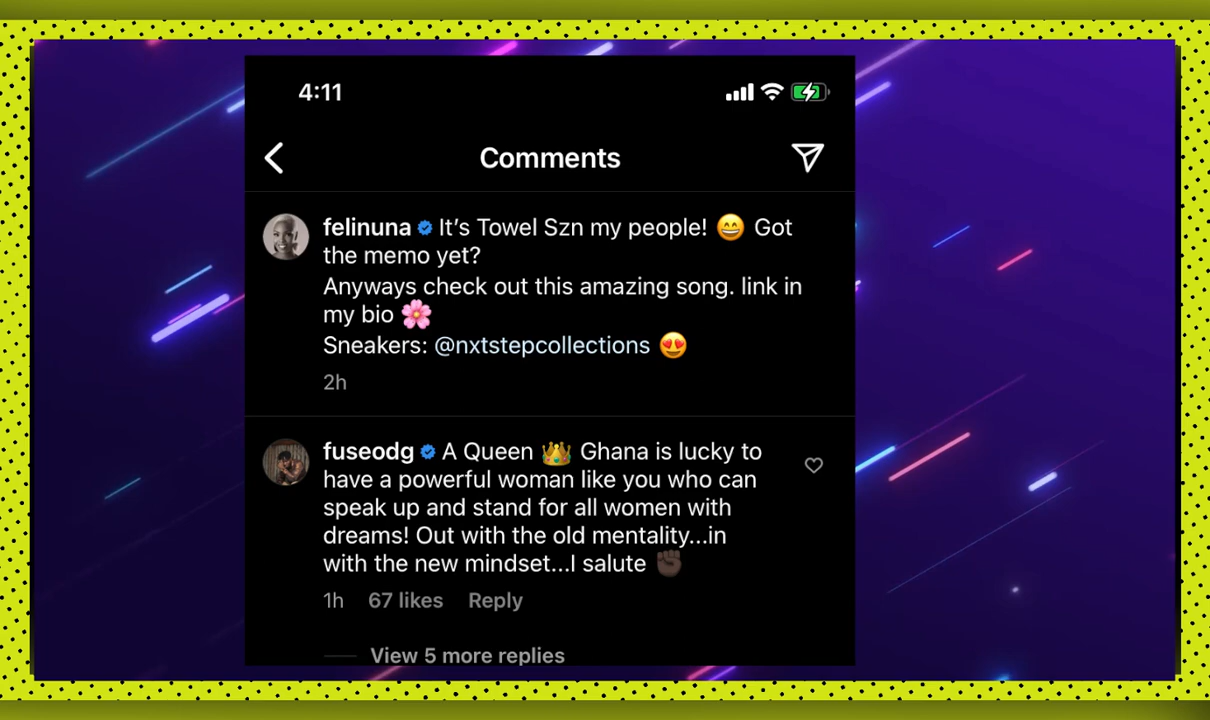 4:11
Comments
felinuna It’s Towel Szn my people! 😄 Got
the memo yet?
Anyways check out this amazing song. link in
my bio 🌸
Sneakers: @nxtstepcollections 😍
2h
fuseodg A Queen 👑 Ghana is lucky to
have a powerful woman like you who can
speak up and stand for all women with
dreams! Out with the old mentality...in
with the new mindset...I salute ✊🏿
1h 67 likes Reply
View 5 more replies